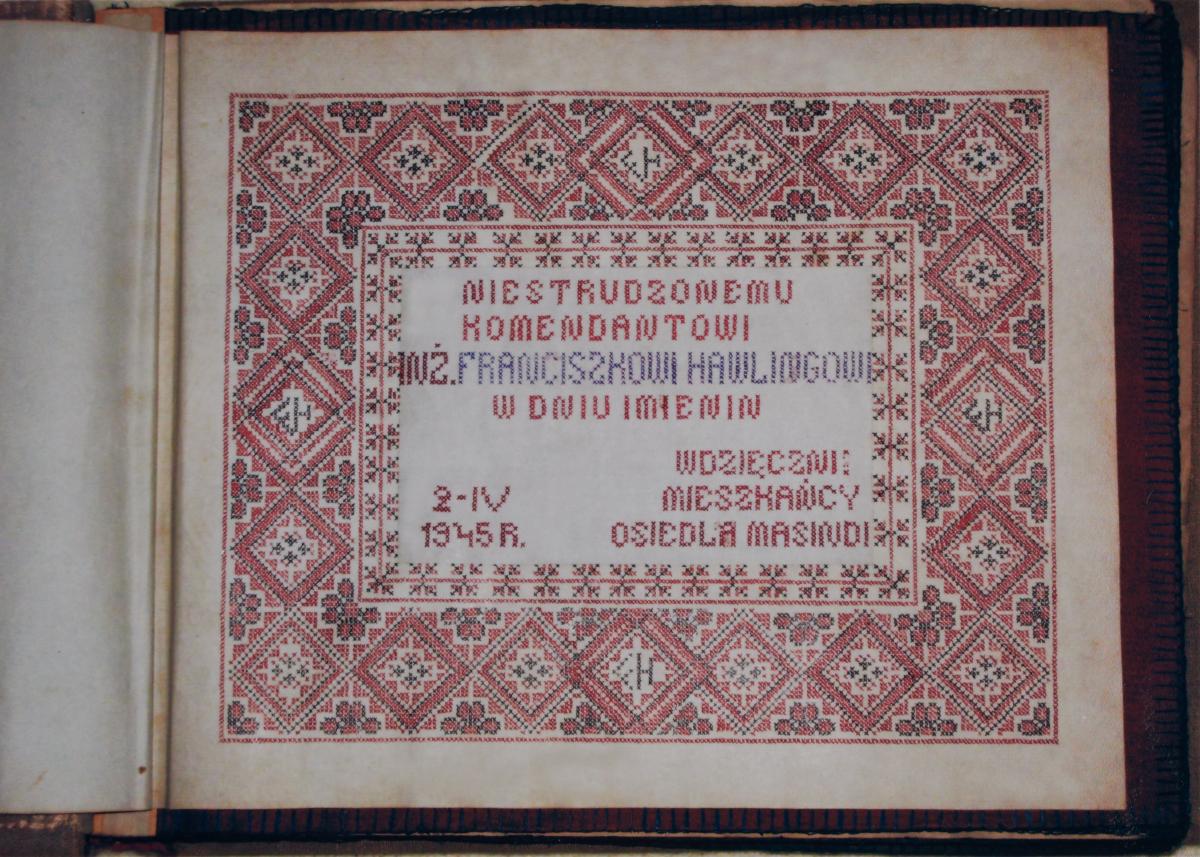 NIESTRUDZONEMU
KOMENDANTOWI
INŻ. FRANCISZKOWI HAWLINGOWI
W DNIU IMIENIN
WDZIĘCZNI:
2-IV MIESZKAŃCY
1945 R. OSIEDLA MASINDI